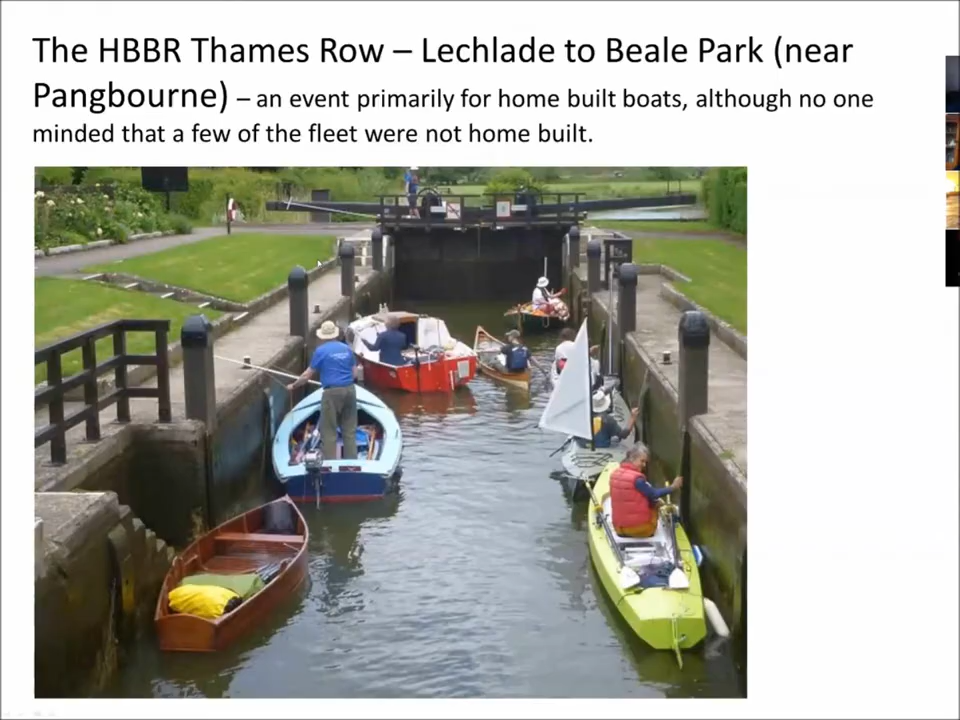 The HBBR Thames Row – Lechlade to Beale Park (near
Pangbourne) – an event primarily for home built boats, although no one
minded that a few of the fleet were not home built.